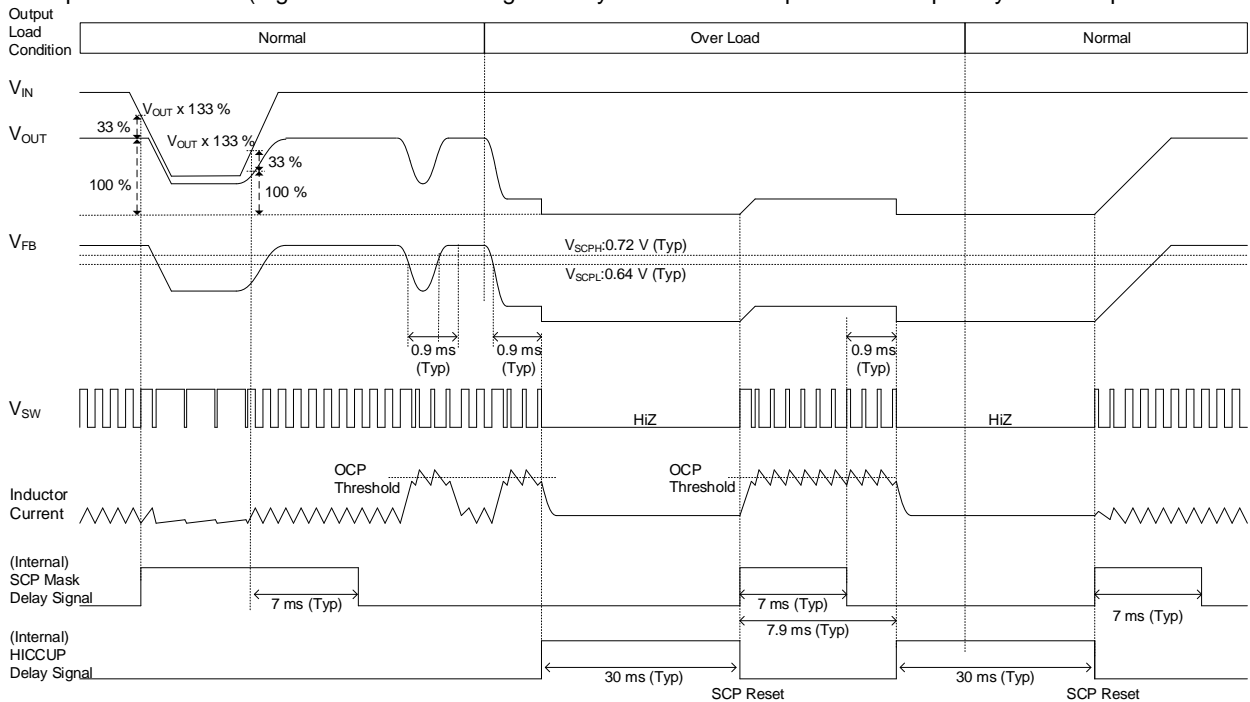 Output
Load
Condition
Normal
Over Load
Normal
VIN
VOUT x 133 %
33 %
VOUT
VOUT x 133 %
33 %
100 %
100 %
VFB
VSCPH:0.72 V (Typ)
VSCPL:0.64 V (Typ)
0.9 ms
(Typ)
0.9 ms
(Typ)
0.9 ms
(Typ)
VSW
HiZ
HiZ
OCP
Threshold
OCP
Threshold
Inductor
Current
(Internal)
SCP Mask
Delay Signal
7 ms (Typ)
7 ms (Typ)
7 ms (Typ)
7.9 ms (Typ)
(Internal)
HICCUP
Delay Signal
30 ms (Typ)
30 ms (Typ)
SCP Reset
SCP Reset